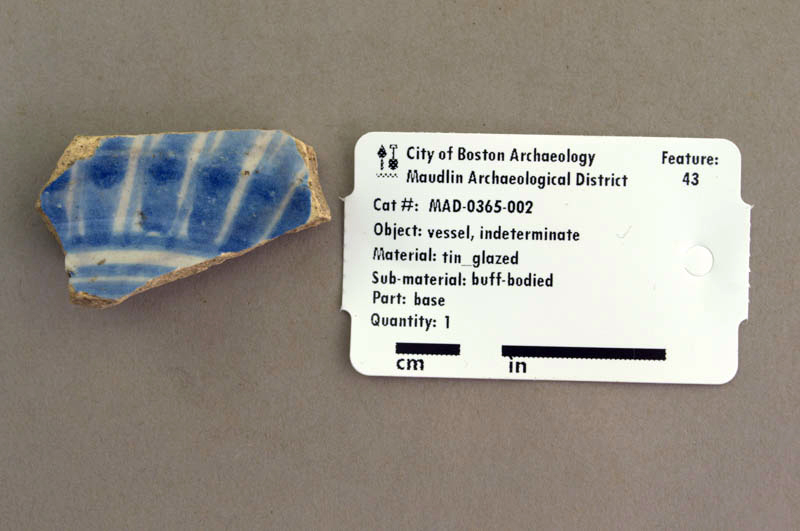 City of Boston Archaeology
Maudlin Archaeological District
Feature:
43
Cat #: MAD-0365-002
Object: vessel, indeterminate
Material: tin_glazed
Sub-material: buff-bodied
Part: base
Quantity: 1
cm in